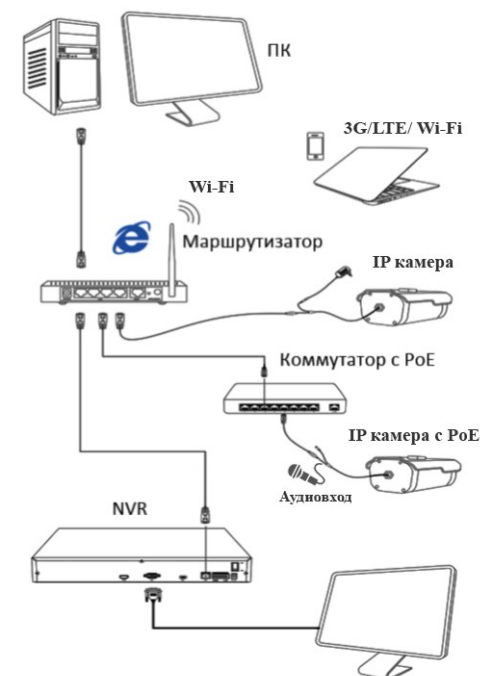 ПК
3G/LTE/ Wi-Fi
Wi-Fi
Маршрутизатор
IP камера
Коммутатор с PoE
IP камера с PoE
Аудиовход
NVR